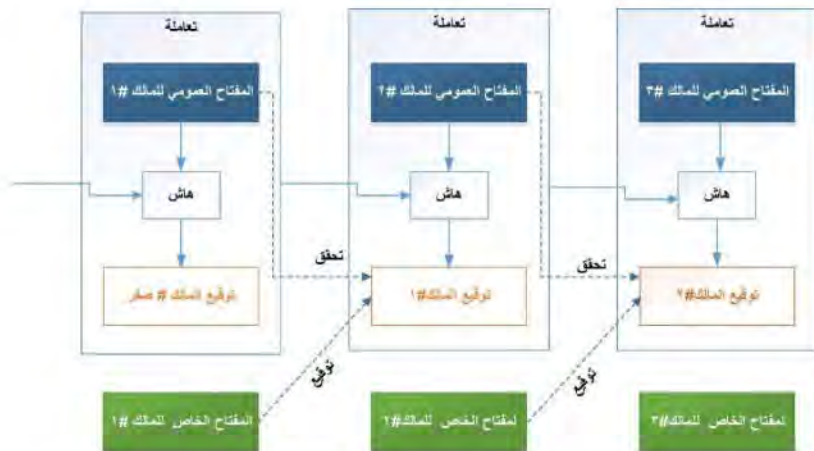 تعاملة
تعاملة
تعاملة
المفتاح العمومي للمالك #١
المفتاح العمومي للمالك #٢
المفتاح العمومي للمالك #٣
هاش
هاش
هاش
تحقق
تحقق
توقيع المالك # صفر
توقيع المالك#١
توقيع المالك#٢
توقيع
توقيع
المفتاح الخاص للمالك #١
لمفتاح الخاص للمالك#٢
لمفتاح الخاص للمالك#٣